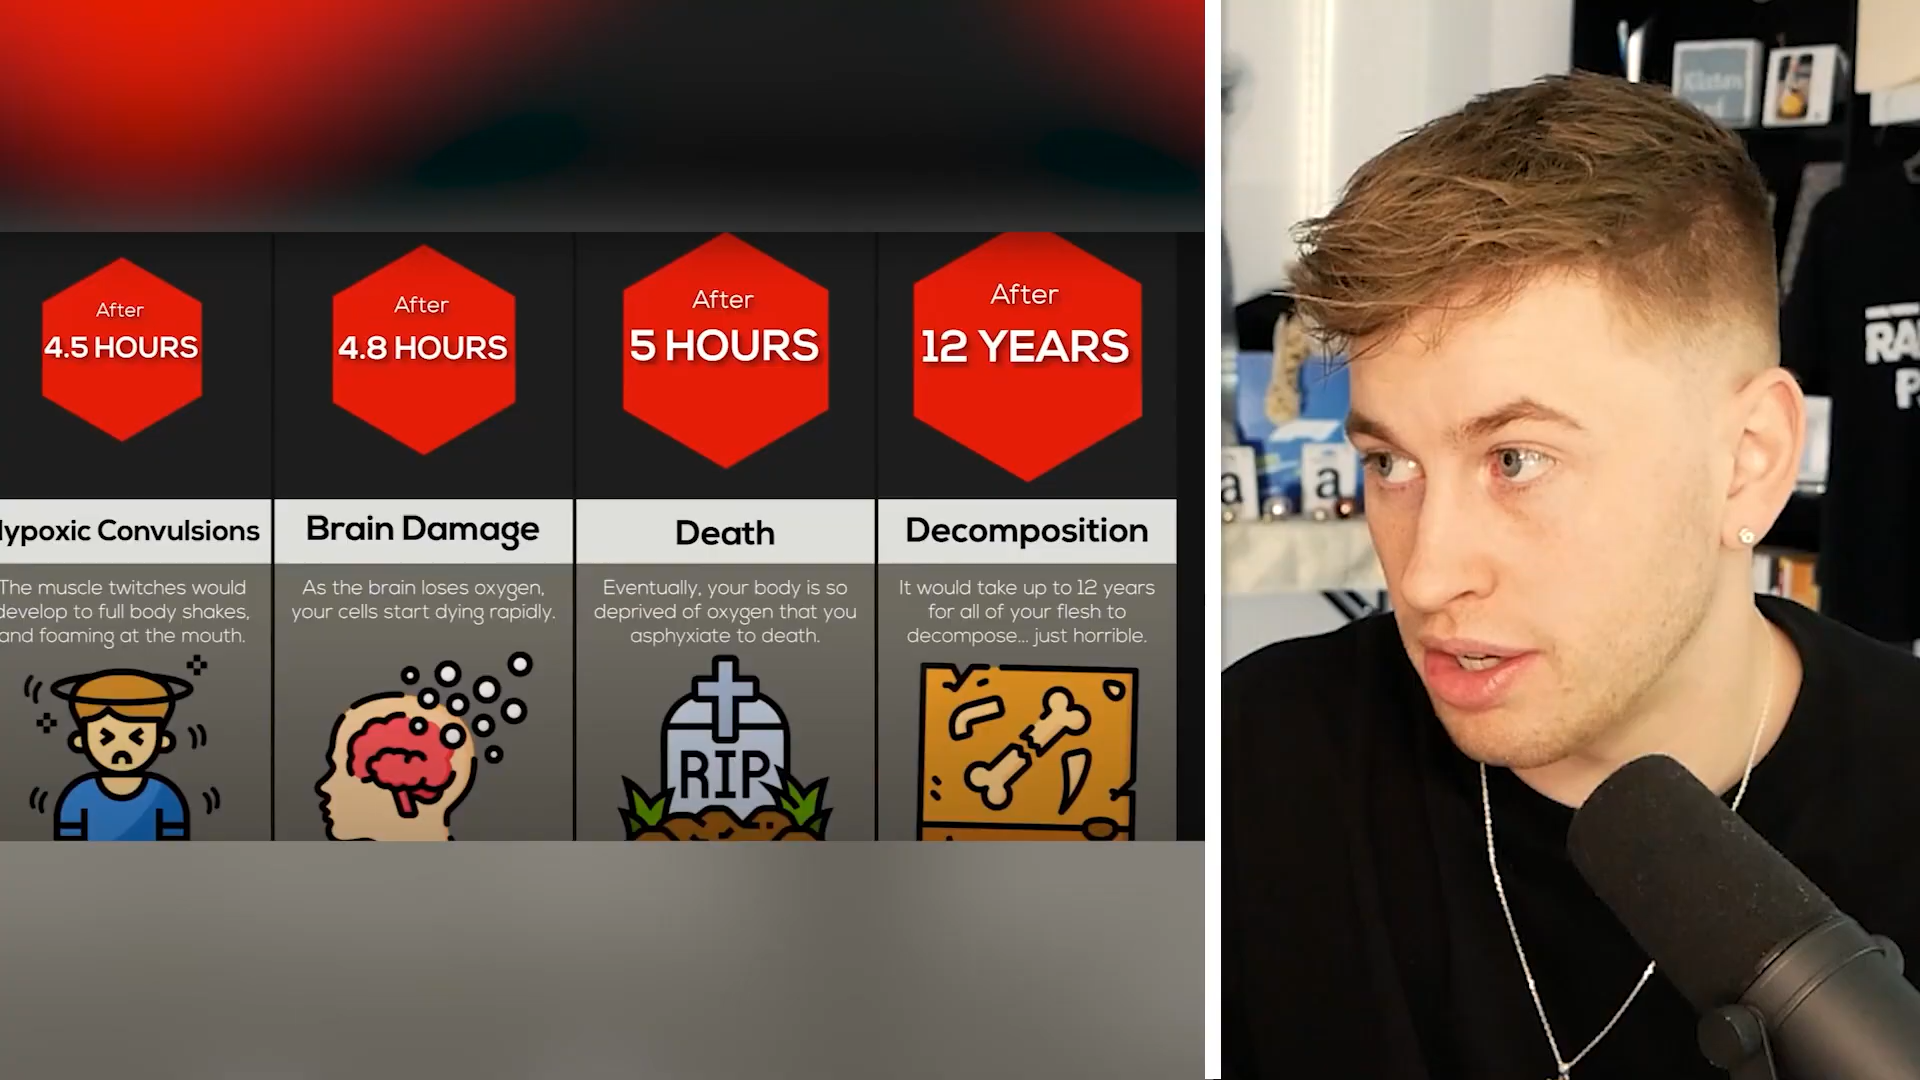 After
4.5 HOURS
After
4.8 HOURS
After
5 HOURS
After
12 YEARS
Hypoxic Convulsions
Brain Damage
Death
Decomposition
The muscle twitches would
develop to full body shakes,
and foaming at the mouth.
As the brain loses oxygen,
your cells start dying rapidly.
Eventually, your body is so
deprived of oxygen that you
asphyxiate to death.
It would take up to 12 years
for all of your flesh to
decompose... just horrible.
RIP
a
a
RA
P